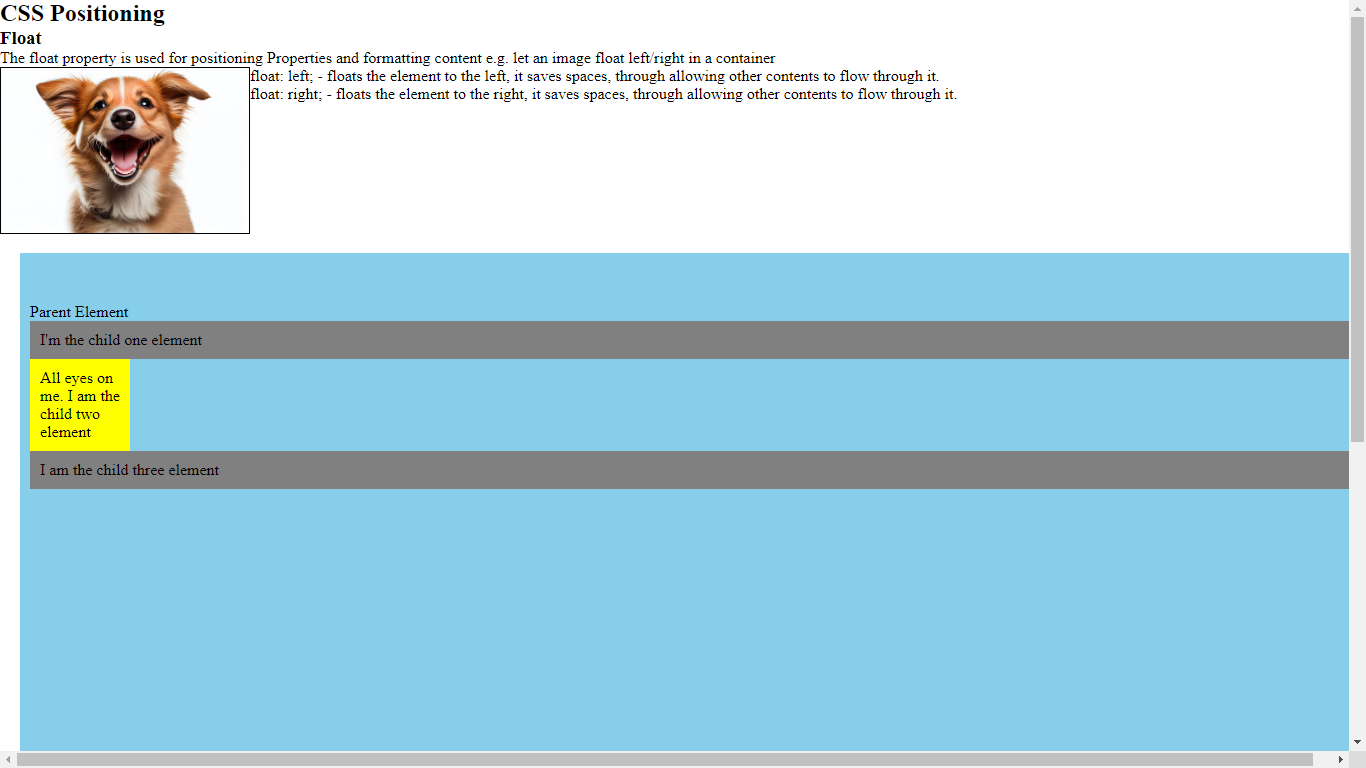 CSS Positioning
Float
The float property is used for positioning Properties and formatting content e.g. let an image float left/right in a container
float: left; - floats the element to the left, it saves spaces, through allowing other contents to flow through it.
float: right; - floats the element to the right, it saves spaces, through allowing other contents to flow through it.
Parent Element
I'm the child one element
All eyes on
me. I am the
child two
element
I am the child three element